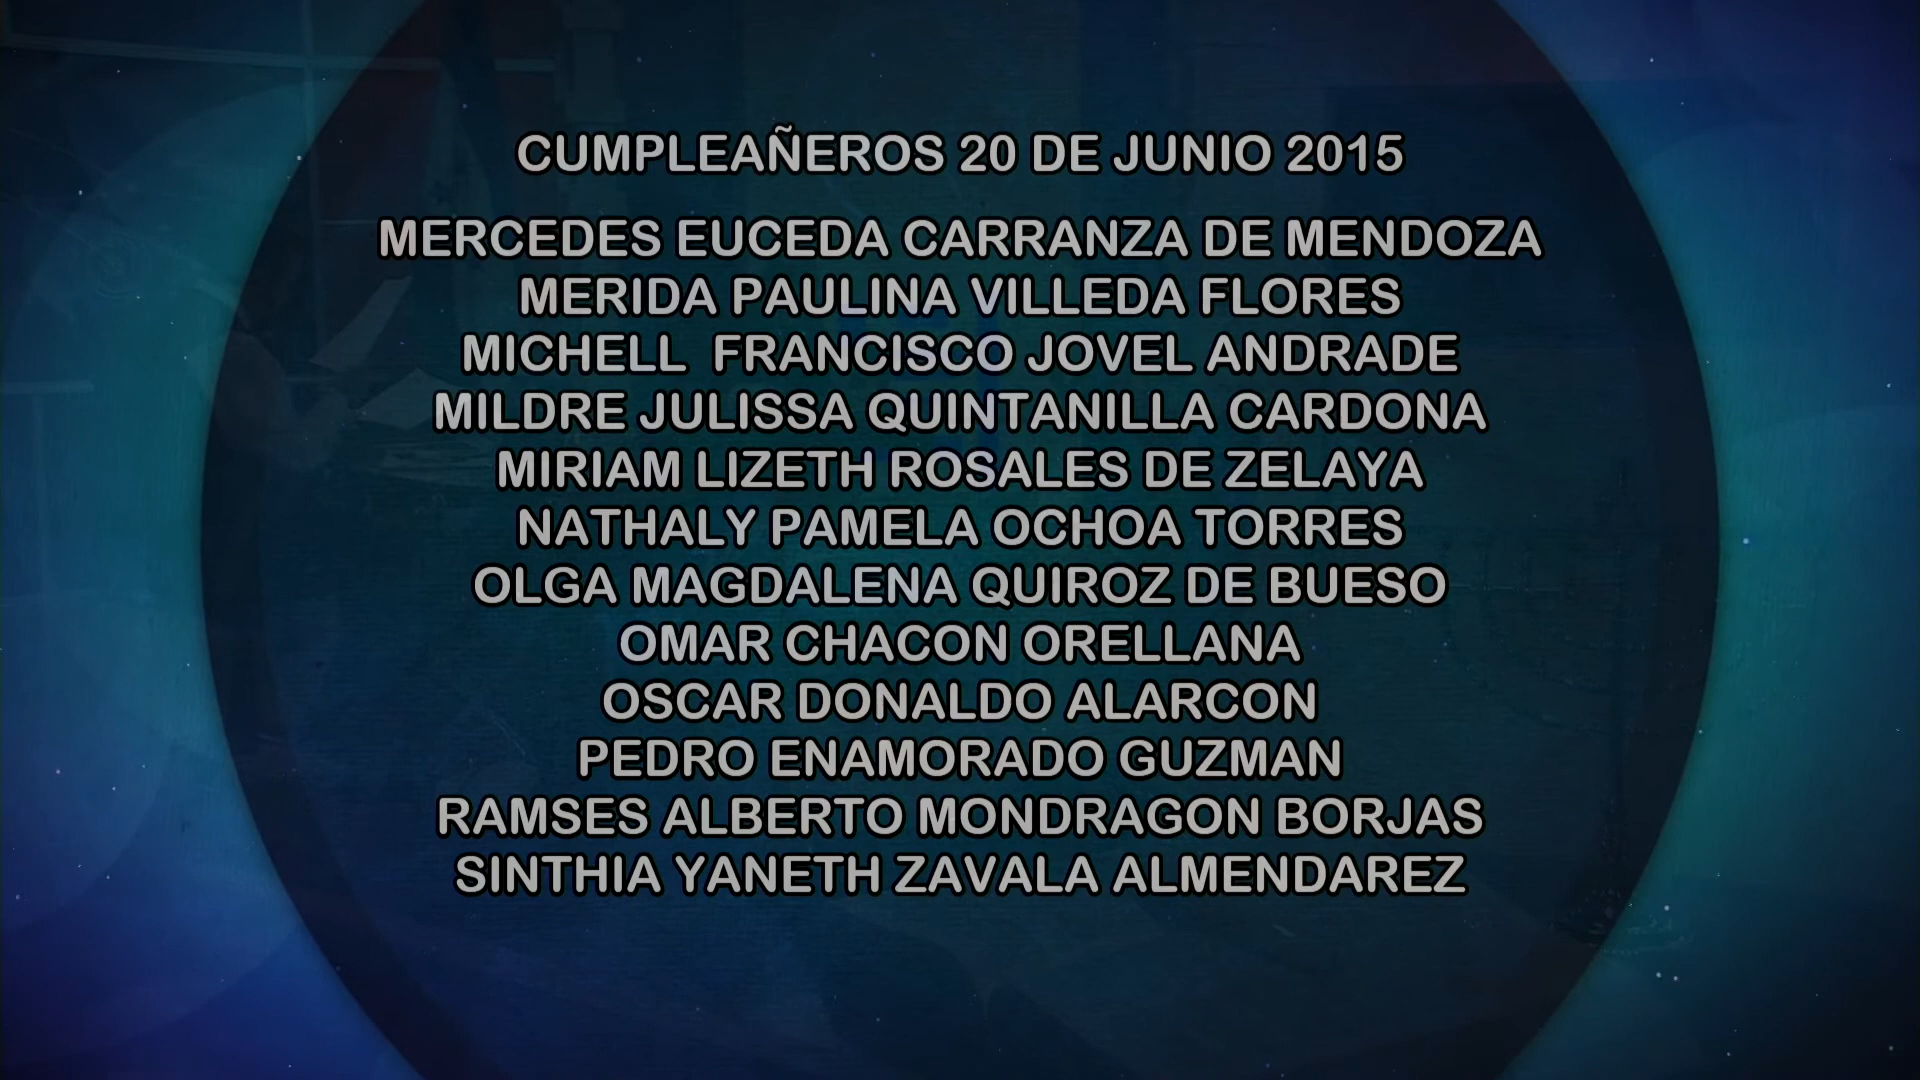 CUMPLEAÑEROS 20 DE JUNIO 2015
MERCEDES EUCEDA CARRANZA DE MENDOZA
MERIDA PAULINA VILLEDA FLORES
MICHELL  FRANCISCO JOVEL ANDRADE
MILDRE JULISSA QUINTANILLA CARDONA
MIRIAM LIZETH ROSALES DE ZELAYA
NATHALY PAMELA OCHOA TORRES
OLGA MAGDALENA QUIROZ DE BUESO
OMAR CHACON ORELLANA
OSCAR DONALDO ALARCON
PEDRO ENAMORADO GUZMAN
RAMSES ALBERTO MONDRAGON BORJAS
SINTHIA YANETH ZAVALA ALMENDAREZ